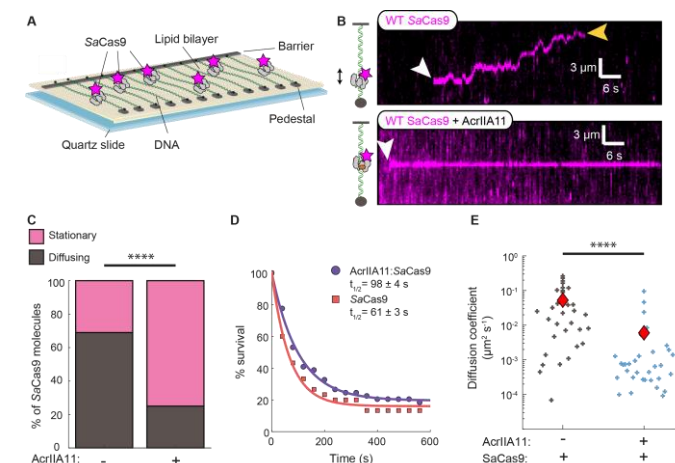 A
SaCas9
Lipid bilayer
Barrier
Pedestal
Quartz slide
DNA
B
WT SaCas9
3 μm
6 s
WT SaCas9 + AcrIIA11
3 μm
6 s
C
Stationary
Diffusing
****
% of SaCas9 molecules
100
80
60
40
20
0
AcrIIA11: - +
D
AcrIIA11:SaCas9
t1/2= 98 ± 4 s
SaCas9
t1/2= 61 ± 3 s
% survival
100
80
60
40
20
0
0 200 400 600
Time (s)
E
****
Diffusion coefficient
(μm² s⁻¹)
10⁰
10⁻¹
10⁻²
10⁻³
10⁻⁴
AcrIIA11: - +
SaCas9: + +